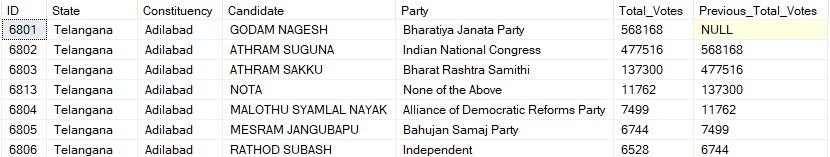 ID State Constituency Candidate Party Total_Votes Previous_Total_Votes
6801 Telangana Adilabad GODAM NAGESH Bharatiya Janata Party 568168 NULL
6802 Telangana Adilabad ATHRAM SUGUNA Indian National Congress 477516 568168
6803 Telangana Adilabad ATHRAM SAKKU Bharat Rashtra Samithi 137300 477516
6813 Telangana Adilabad NOTA None of the Above 11762 137300
6804 Telangana Adilabad MALOTHU SYAMLAL NAYAK Alliance of Democratic Reforms Party 7499 11762
6805 Telangana Adilabad MESRAM JANGUBAPU Bahujan Samaj Party 6744 7499
6806 Telangana Adilabad RATHOD SUBASH Independent 6528 6744